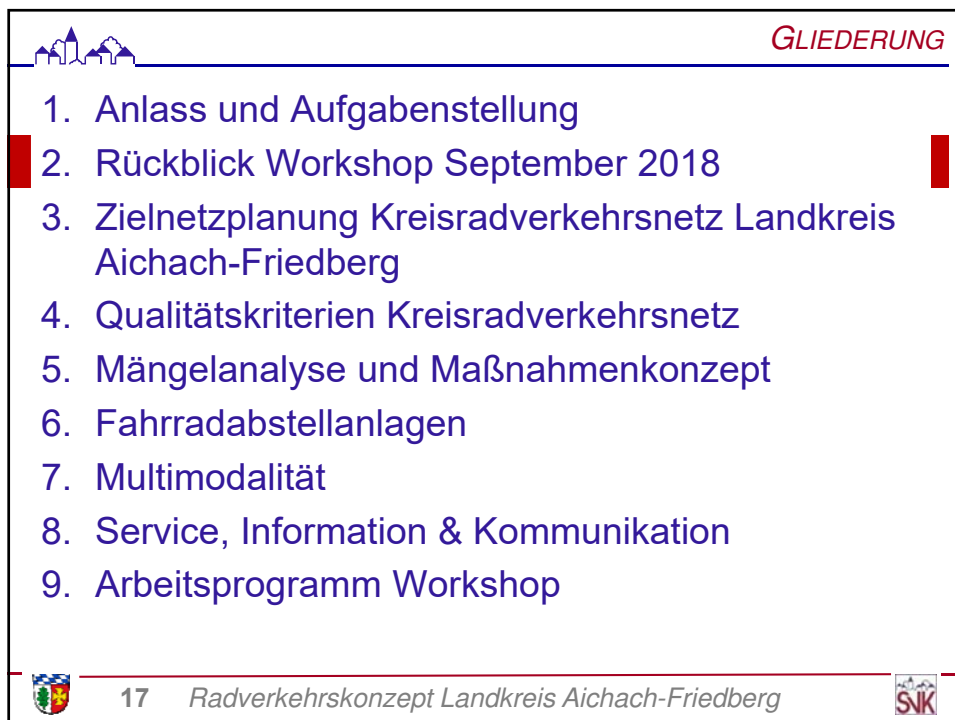 GLIEDERUNG
1. Anlass und Aufgabenstellung
2. Rückblick Workshop September 2018
3. Zielnetzplanung Kreisradverkehrsnetz Landkreis
Aichach-Friedberg
4. Qualitätskriterien Kreisradverkehrsnetz
5. Mängelanalyse und Maßnahmenkonzept
6. Fahrradabstellanlagen
7. Multimodalität
8. Service, Information & Kommunikation
9. Arbeitsprogramm Workshop
17 Radverkehrskonzept Landkreis Aichach-Friedberg
SVK